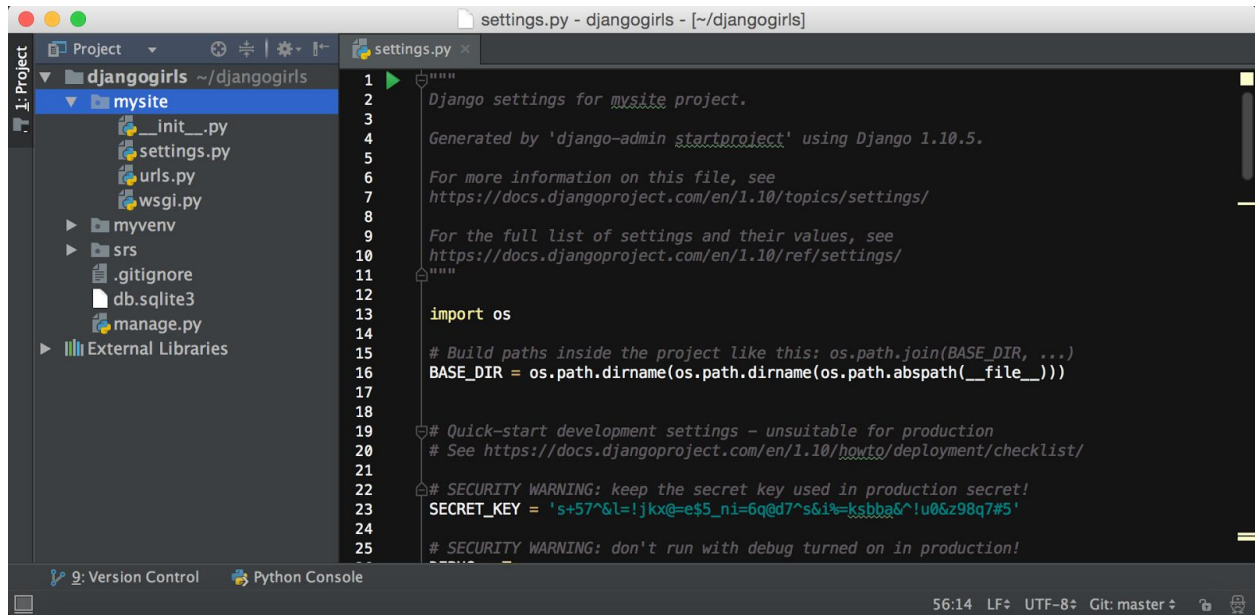 settings.py - djangogirls - [~/djangogirls]
1: Project
Project
settings.py
djangogirls ~/djangogirls
mysite
__init__.py
settings.py
urls.py
wsgi.py
myvenv
srs
.gitignore
db.sqlite3
manage.py
External Libraries
1 """
2 Django settings for mysite project.
3
4 Generated by 'django-admin startproject' using Django 1.10.5.
5
6 For more information on this file, see
7 https://docs.djangoproject.com/en/1.10/topics/settings/
8
9 For the full list of settings and their values, see
10 https://docs.djangoproject.com/en/1.10/ref/settings/
11 """
12
13 import os
14
15 # Build paths inside the project like this: os.path.join(BASE_DIR, ...)
16 BASE_DIR = os.path.dirname(os.path.dirname(os.path.abspath(__file__)))
17
18
19 # Quick-start development settings - unsuitable for production
20 # See https://docs.djangoproject.com/en/1.10/howto/deployment/checklist/
21
22 # SECURITY WARNING: keep the secret key used in production secret!
23 SECRET_KEY = 's+57^&l=!jkx@=e$5_ni=6q@d7^s&i%=ksbba&^!u0&z98q7#5'
24
25 # SECURITY WARNING: don't run with debug turned on in production!
9: Version Control
Python Console
56:14 LF UTF-8 Git: master